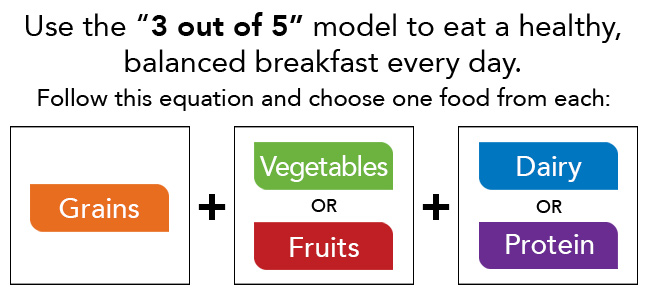 Use the “3 out of 5” model to eat a healthy,
balanced breakfast every day.
Follow this equation and choose one food from each:
Grains
+
Vegetables
OR
Fruits
+
Dairy
OR
Protein